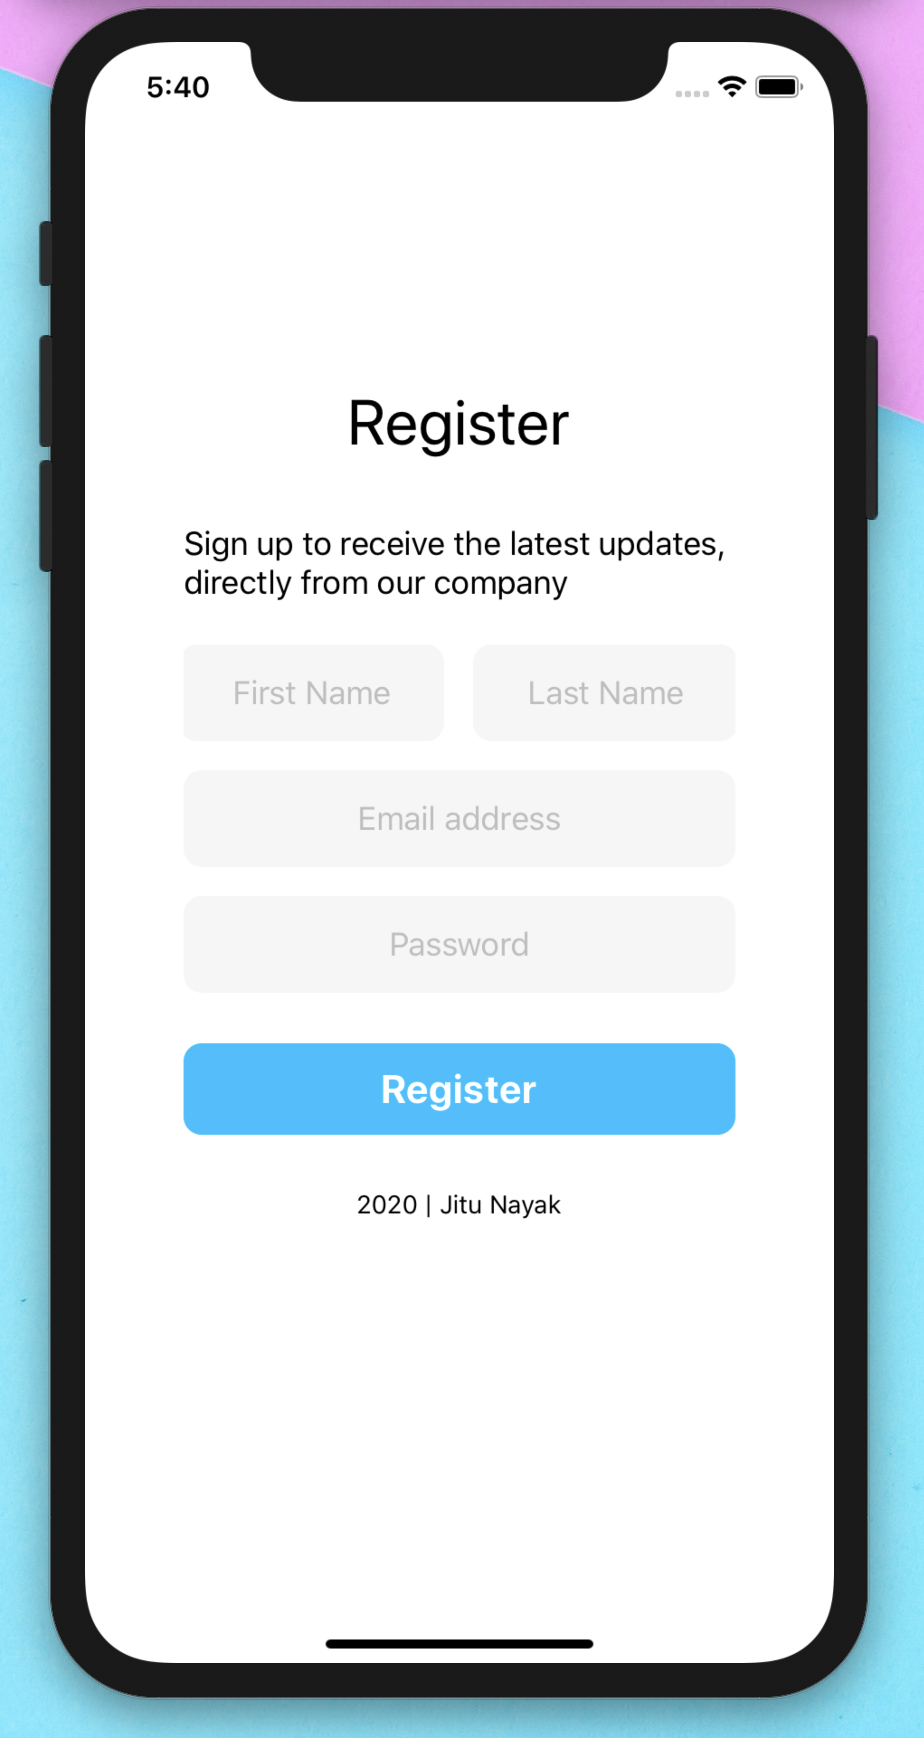 5:40
Register
Sign up to receive the latest updates,
directly from our company
First Name Last Name
Email address
Password
Register
2020 | Jitu Nayak